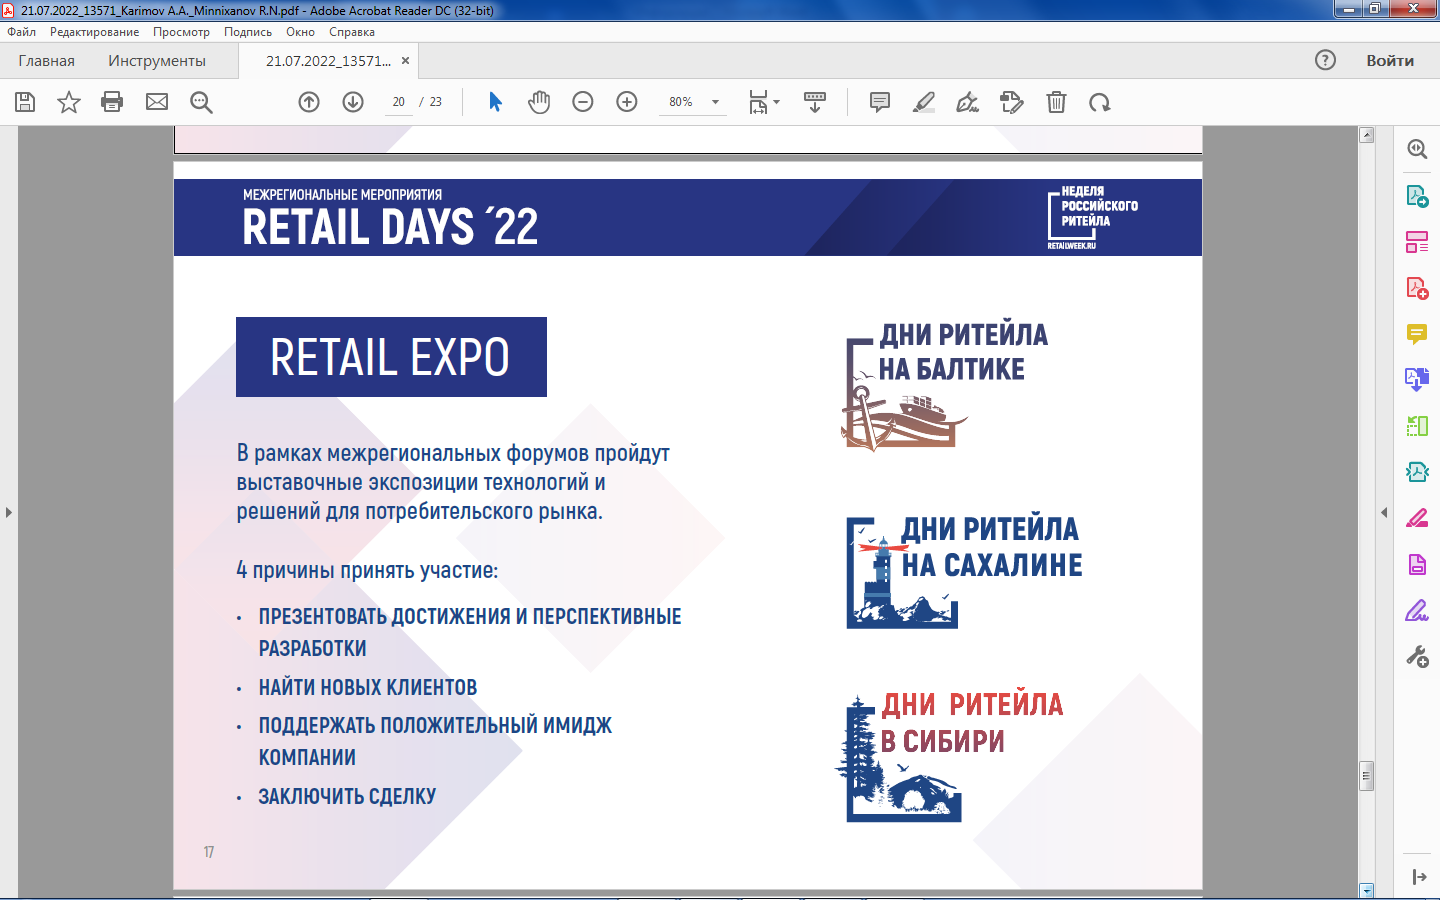 21.07.2022_13571_Karimov A.A._Minnixanov R.N.pdf - Adobe Acrobat Reader DC (32-bit)
Файл Редактирование Просмотр Подпись Окно Справка
Главная Инструменты 21.07.2022_13571... × Войти
20 / 23 80%
МЕЖРЕГИОНАЛЬНЫЕ МЕРОПРИЯТИЯ
RETAIL DAYS ´22
НЕДЕЛЯ
РОССИЙСКОГО
РИТЕЙЛА
RETAILWEEK.RU
RETAIL EXPO
В рамках межрегиональных форумов пройдут
выставочные экспозиции технологий и
решений для потребительского рынка.
4 причины принять участие:
• ПРЕЗЕНТОВАТЬ ДОСТИЖЕНИЯ И ПЕРСПЕКТИВНЫЕ
РАЗРАБОТКИ
• НАЙТИ НОВЫХ КЛИЕНТОВ
• ПОДДЕРЖАТЬ ПОЛОЖИТЕЛЬНЫЙ ИМИДЖ
КОМПАНИИ
• ЗАКЛЮЧИТЬ СДЕЛКУ
ДНИ РИТЕЙЛА
НА БАЛТИКЕ
ДНИ РИТЕЙЛА
НА САХАЛИНЕ
ДНИ РИТЕЙЛА
В СИБИРИ
17